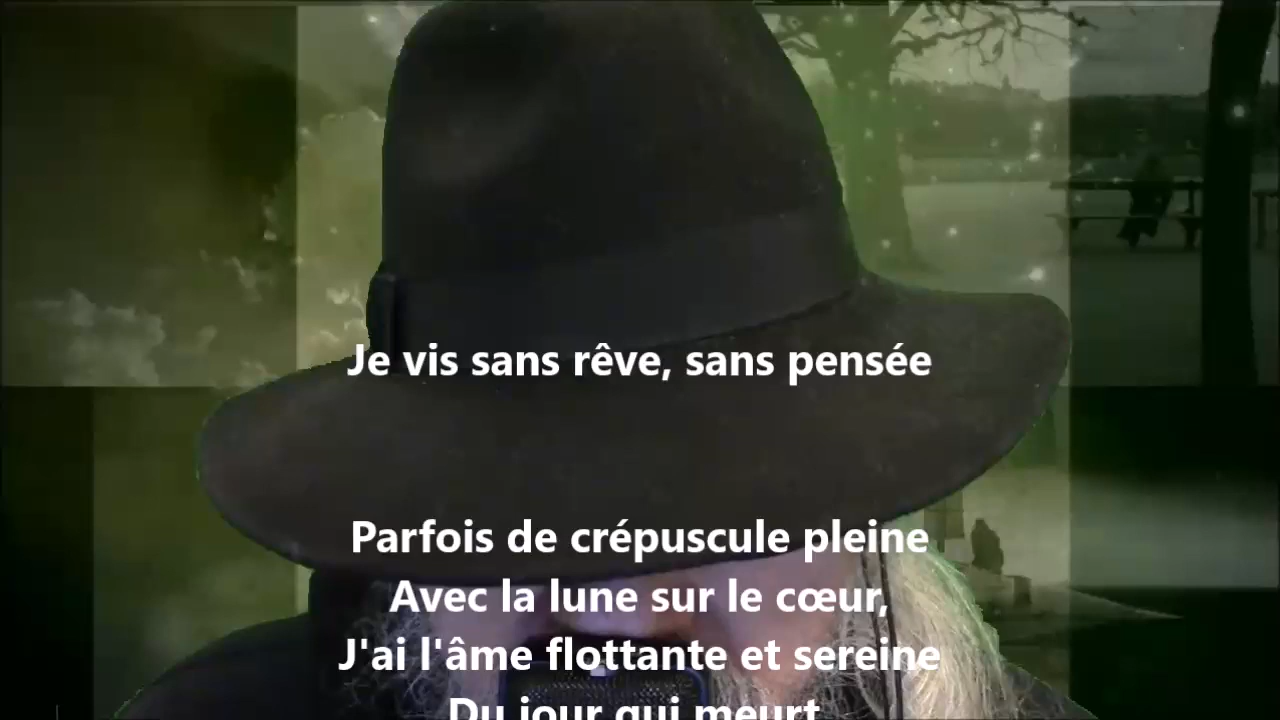 Je vis sans rêve, sans pensée
Parfois de crépuscule pleine
Avec la lune sur le cœur,
J'ai l'âme flottante et sereine
Du jour qui meurt